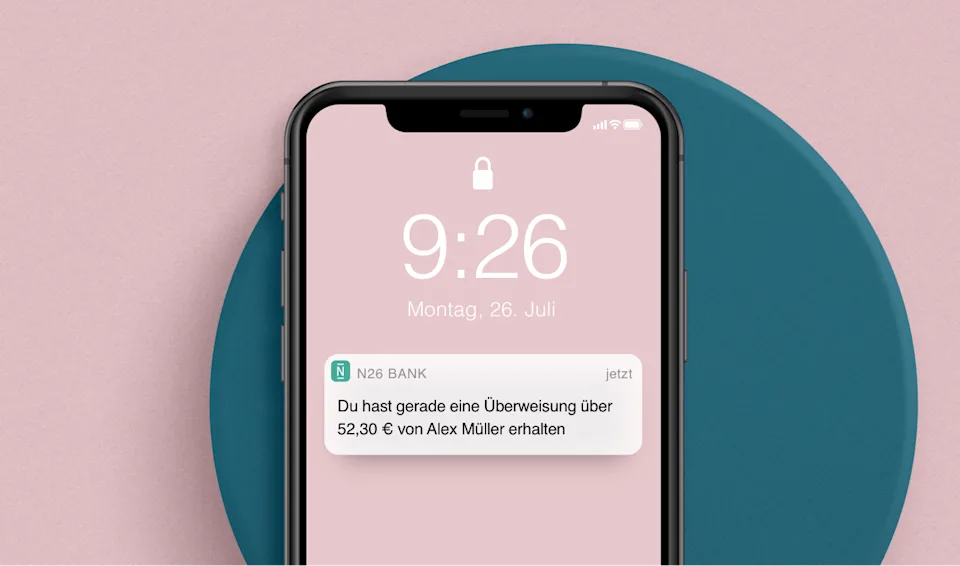 9:26
Montag, 26. Juli
N N26 BANK jetzt
Du hast gerade eine Überweisung über
52,30 € von Alex Müller erhalten